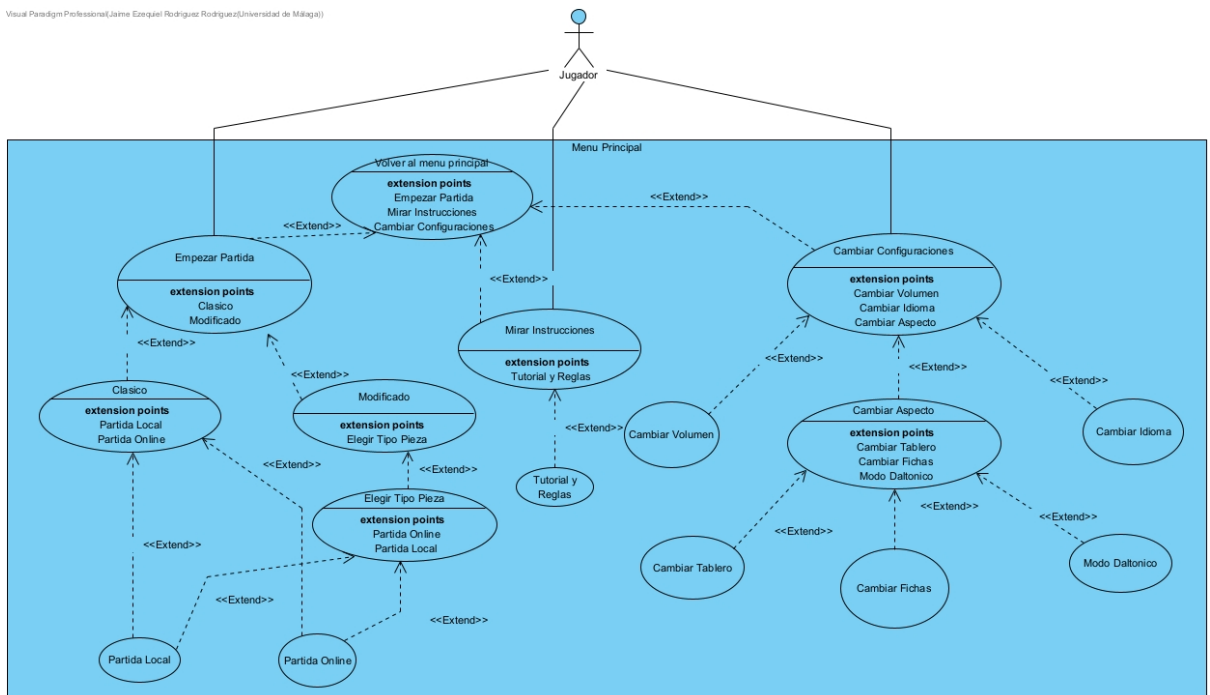 Visual Paradigm Professional(Jaime Ezequiel Rodriguez Rodriguez(Universidad de Málaga))
Jugador
Menu Principal
Volver al menu principal
extension points
Empezar Partida
Mirar Instrucciones
Cambiar Configuraciones
<<Extend>>
<<Extend>>
<<Extend>>
Empezar Partida
extension points
Clasico
Modificado
Cambiar Configuraciones
extension points
Cambiar Volumen
Cambiar Idioma
Cambiar Aspecto
Mirar Instrucciones
extension points
Tutorial y Reglas
<<Extend>>
<<Extend>>
<<Extend>>
<<Extend>>
<<Extend>>
Clasico
extension points
Partida Local
Partida Online
Modificado
extension points
Elegir Tipo Pieza
<<Extend>>
Cambiar Volumen
Cambiar Aspecto
extension points
Cambiar Tablero
Cambiar Fichas
Modo Daltonico
Cambiar Idioma
<<Extend>>
<<Extend>>
Tutorial y
Reglas
Elegir Tipo Pieza
extension points
Partida Online
Partida Local
<<Extend>>
<<Extend>>
<<Extend>>
<<Extend>>
Cambiar Tablero
Cambiar Fichas
Modo Daltonico
<<Extend>>
<<Extend>>
Partida Local
Partida Online